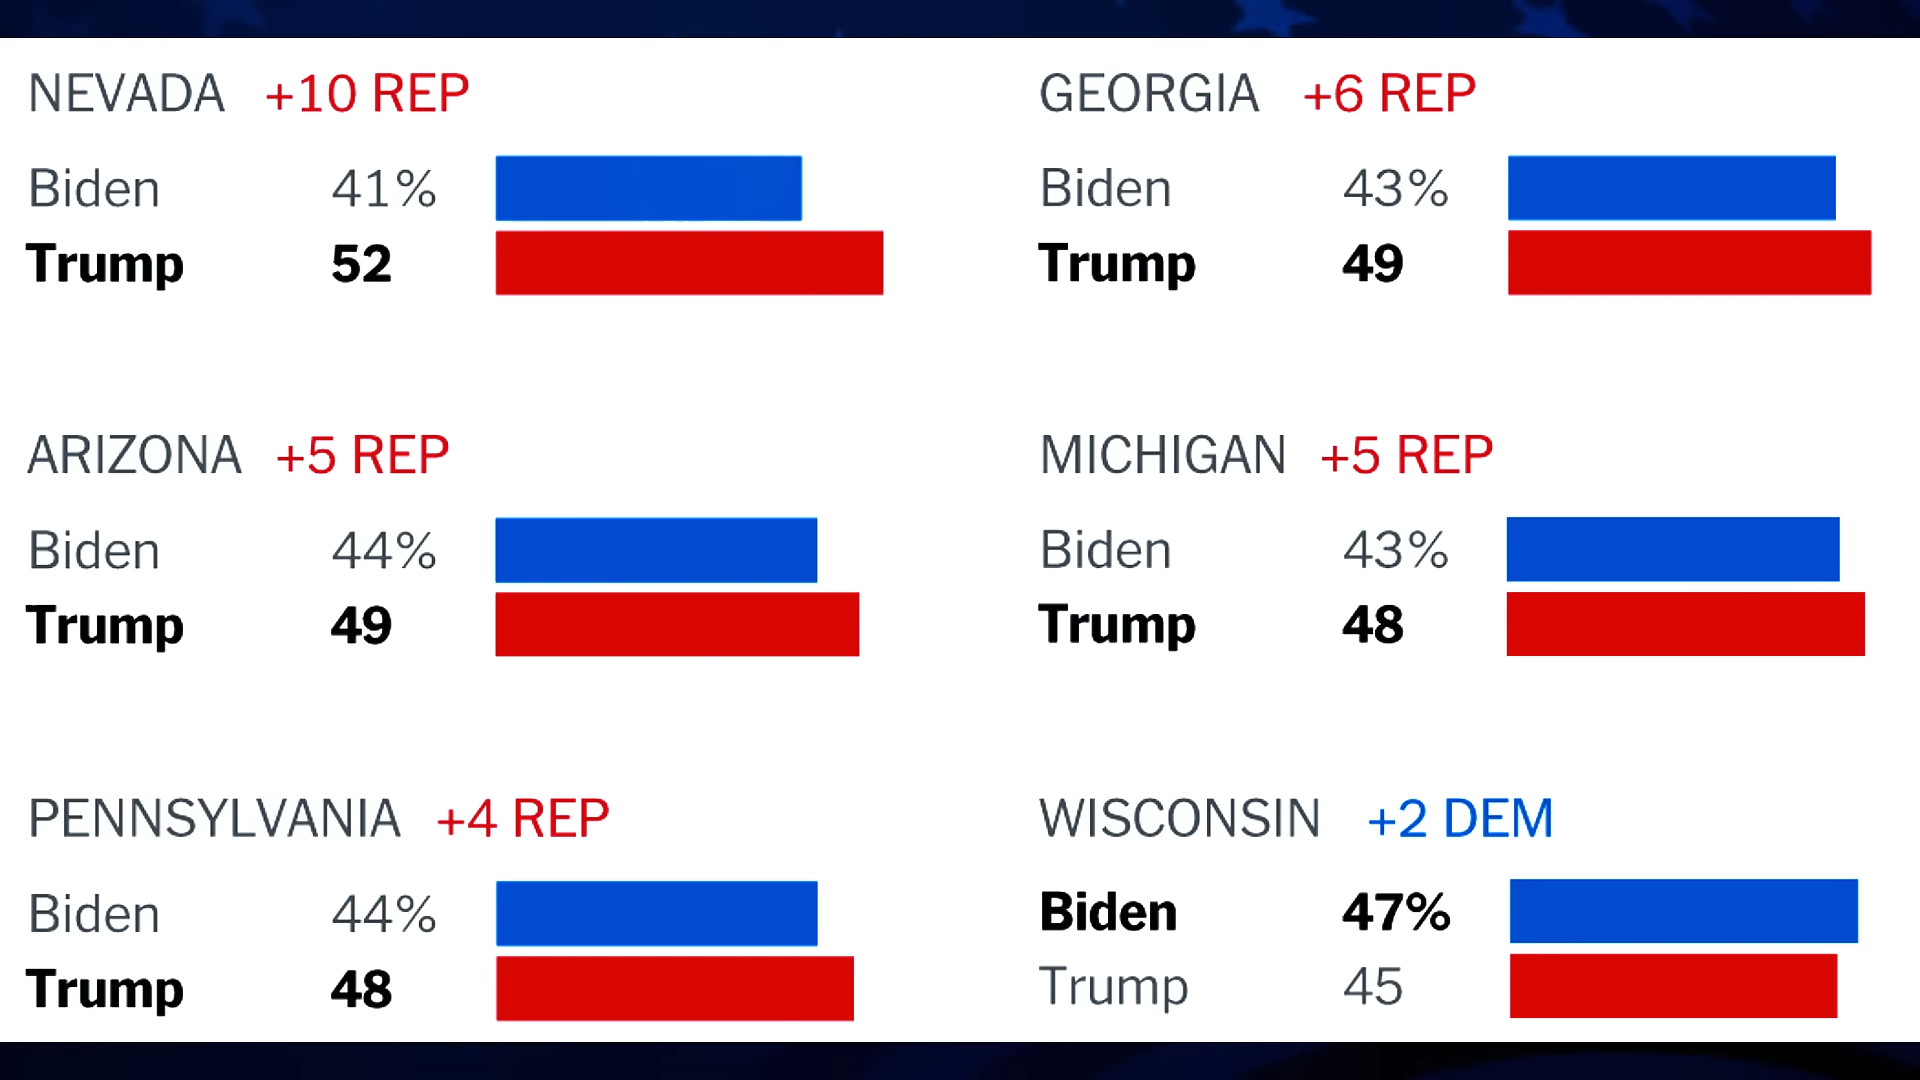 NEVADA +10 REP
Biden 41%
Trump 52
GEORGIA +6 REP
Biden 43%
Trump 49
ARIZONA +5 REP
Biden 44%
Trump 49
MICHIGAN +5 REP
Biden 43%
Trump 48
PENNSYLVANIA +4 REP
Biden 44%
Trump 48
WISCONSIN +2 DEM
Biden 47%
Trump 45